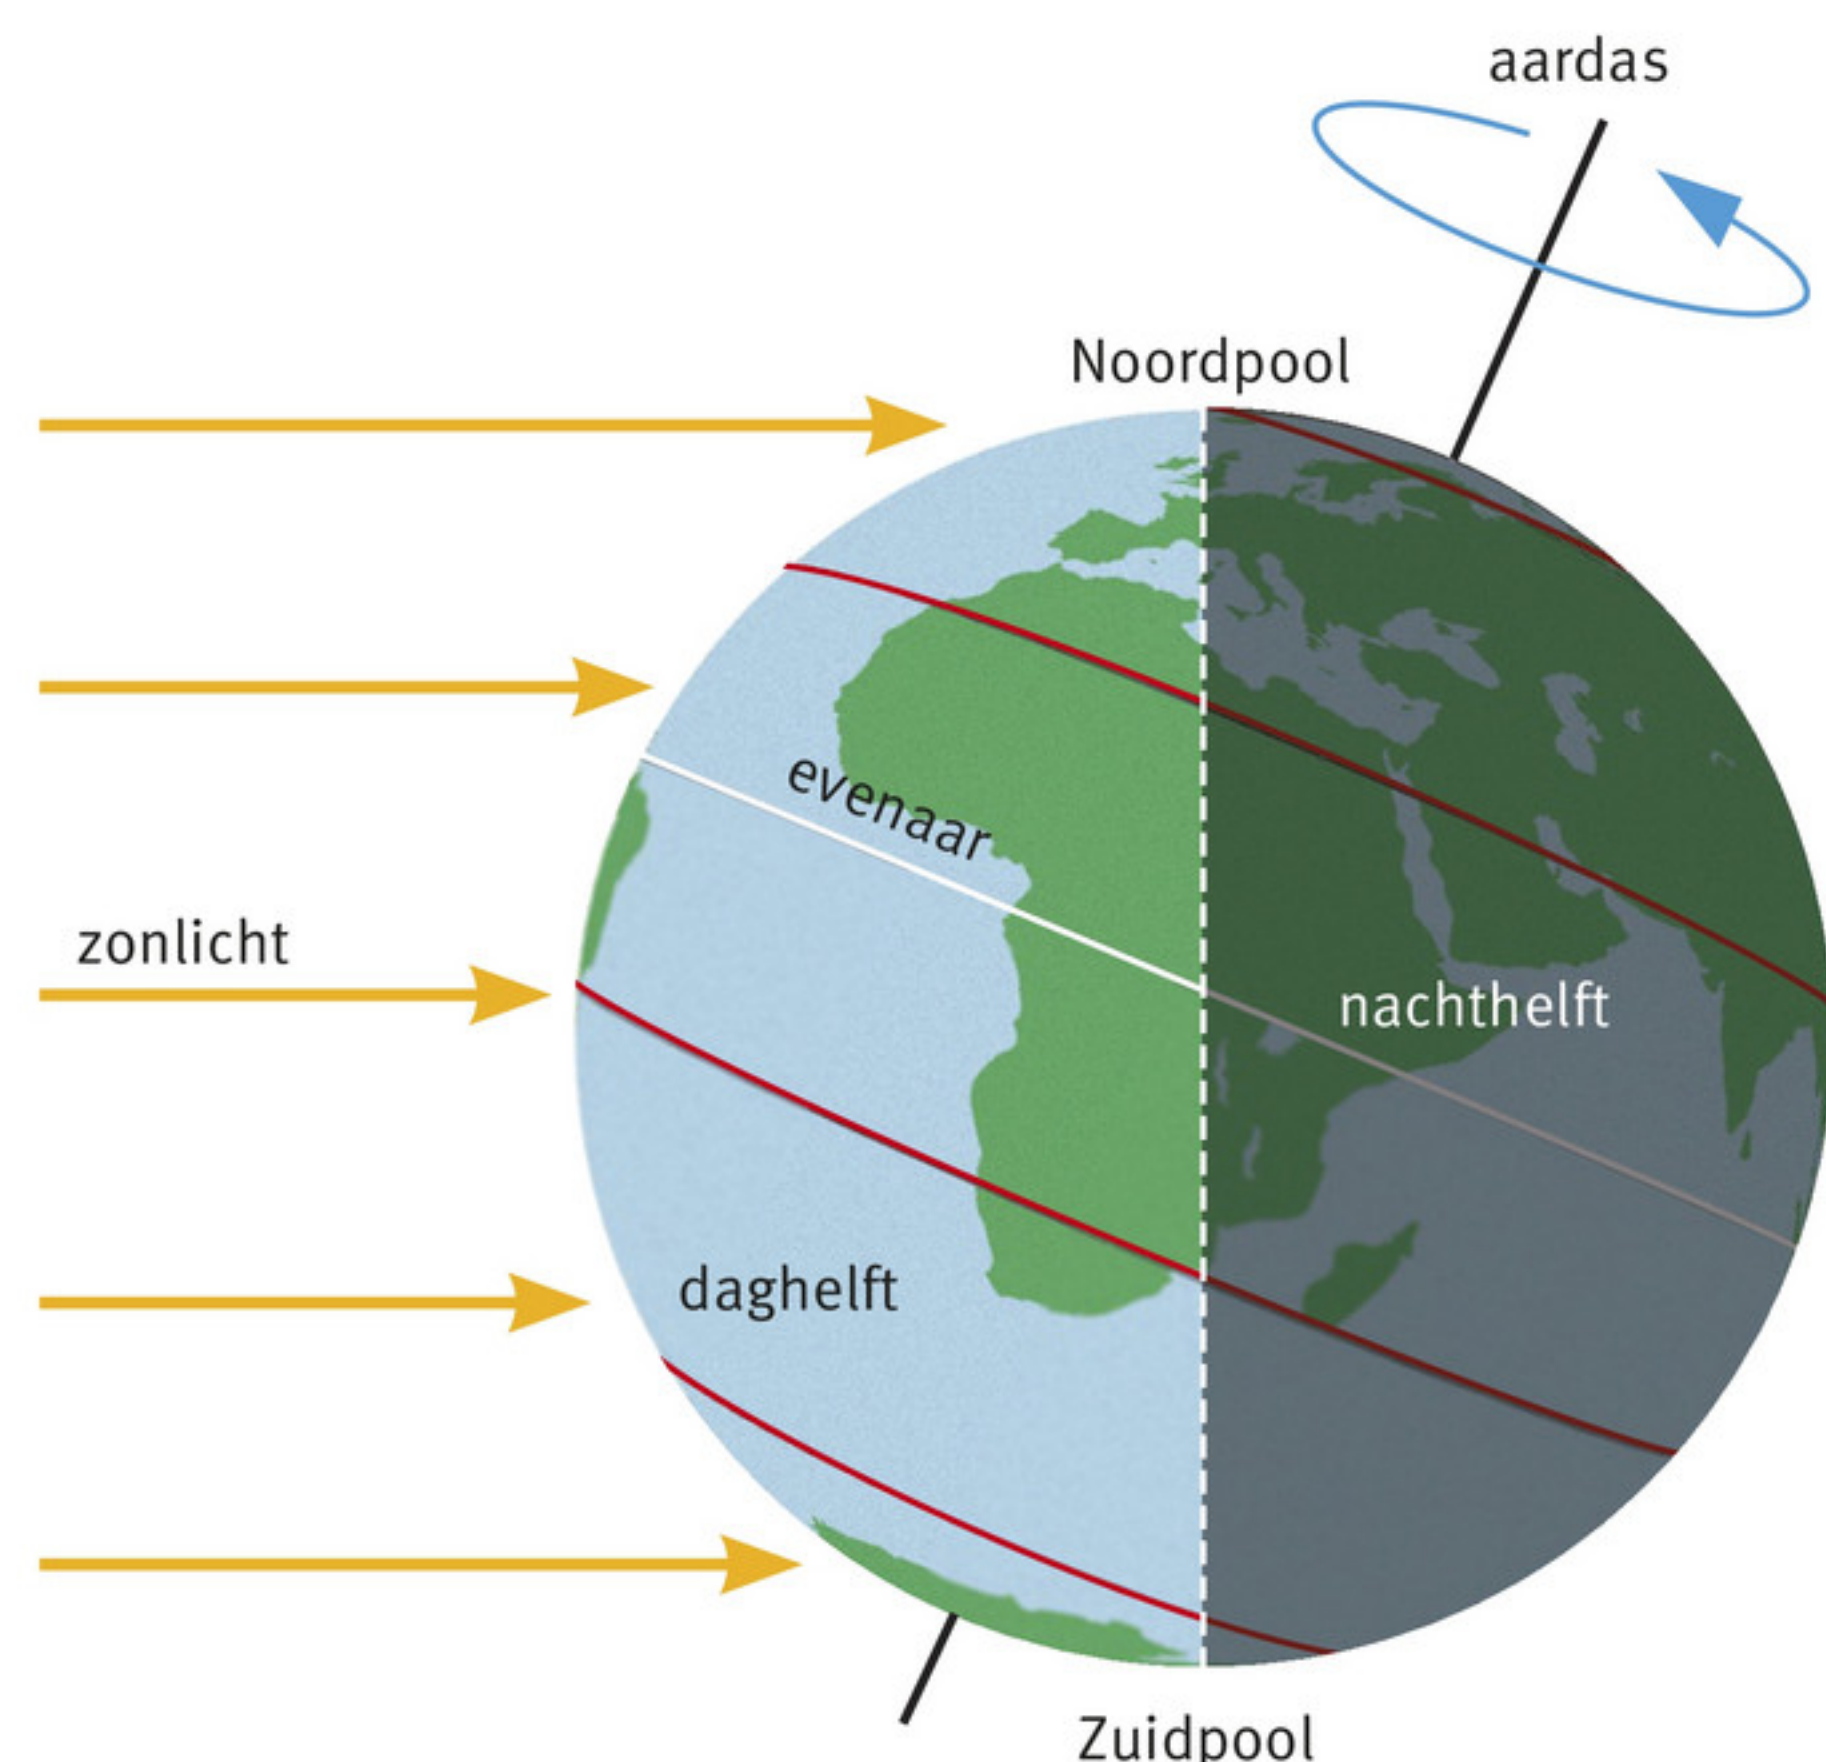 aardas
Noordpool
evenaar
zonlicht
nachthelft
daghelft
Zuidpool